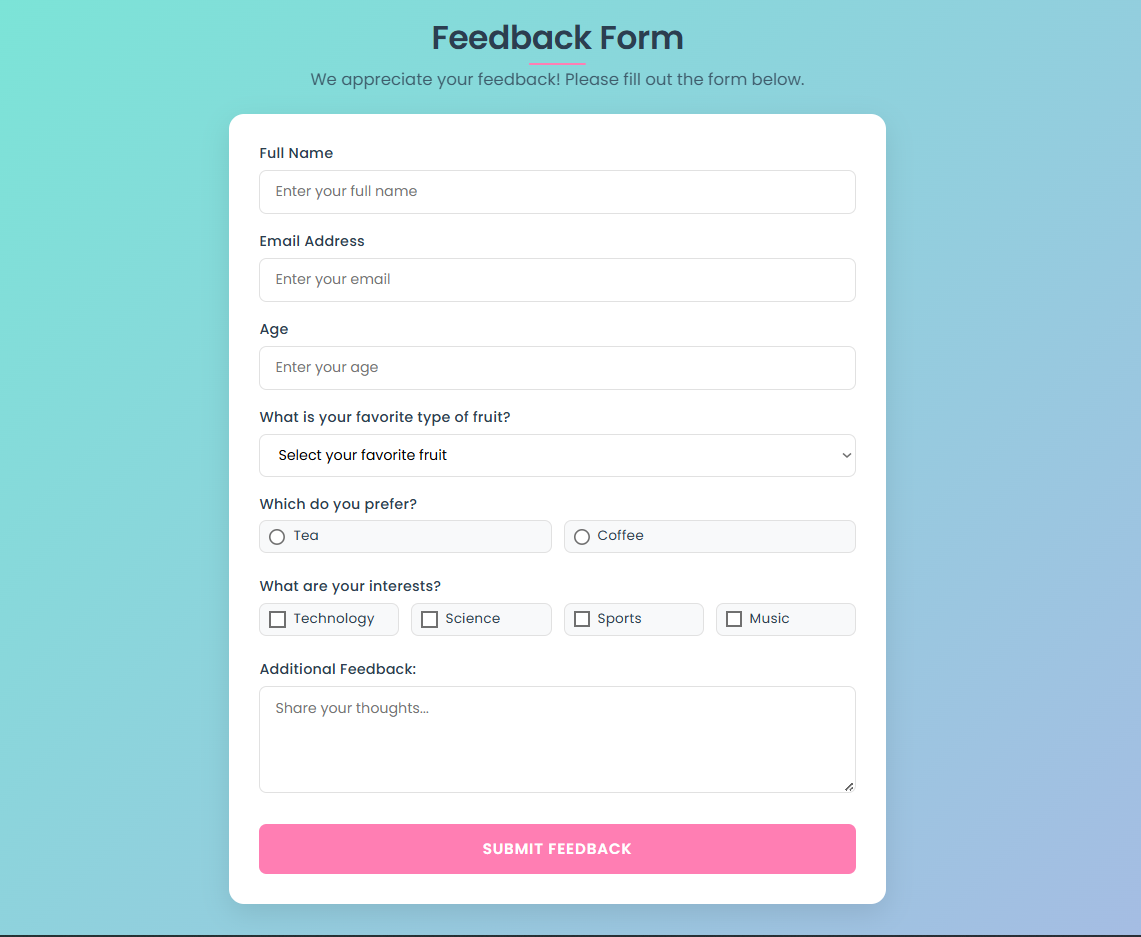 Feedback Form
We appreciate your feedback! Please fill out the form below.
Full Name
Enter your full name
Email Address
Enter your email
Age
Enter your age
What is your favorite type of fruit?
Select your favorite fruit
Which do you prefer?
Tea Coffee
What are your interests?
Technology Science Sports Music
Additional Feedback:
Share your thoughts...
SUBMIT FEEDBACK